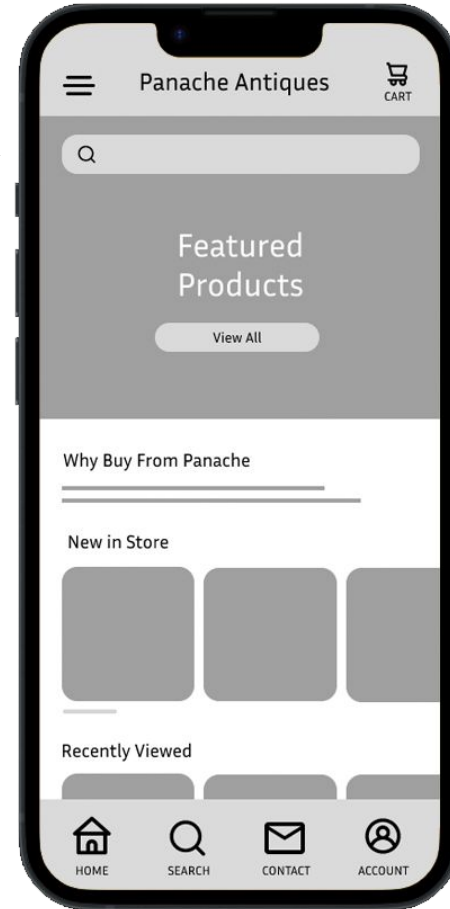 Panache Antiques
CART
Featured
Products
View All
Why Buy From Panache
New in Store
Recently Viewed
HOME
SEARCH
CONTACT
ACCOUNT